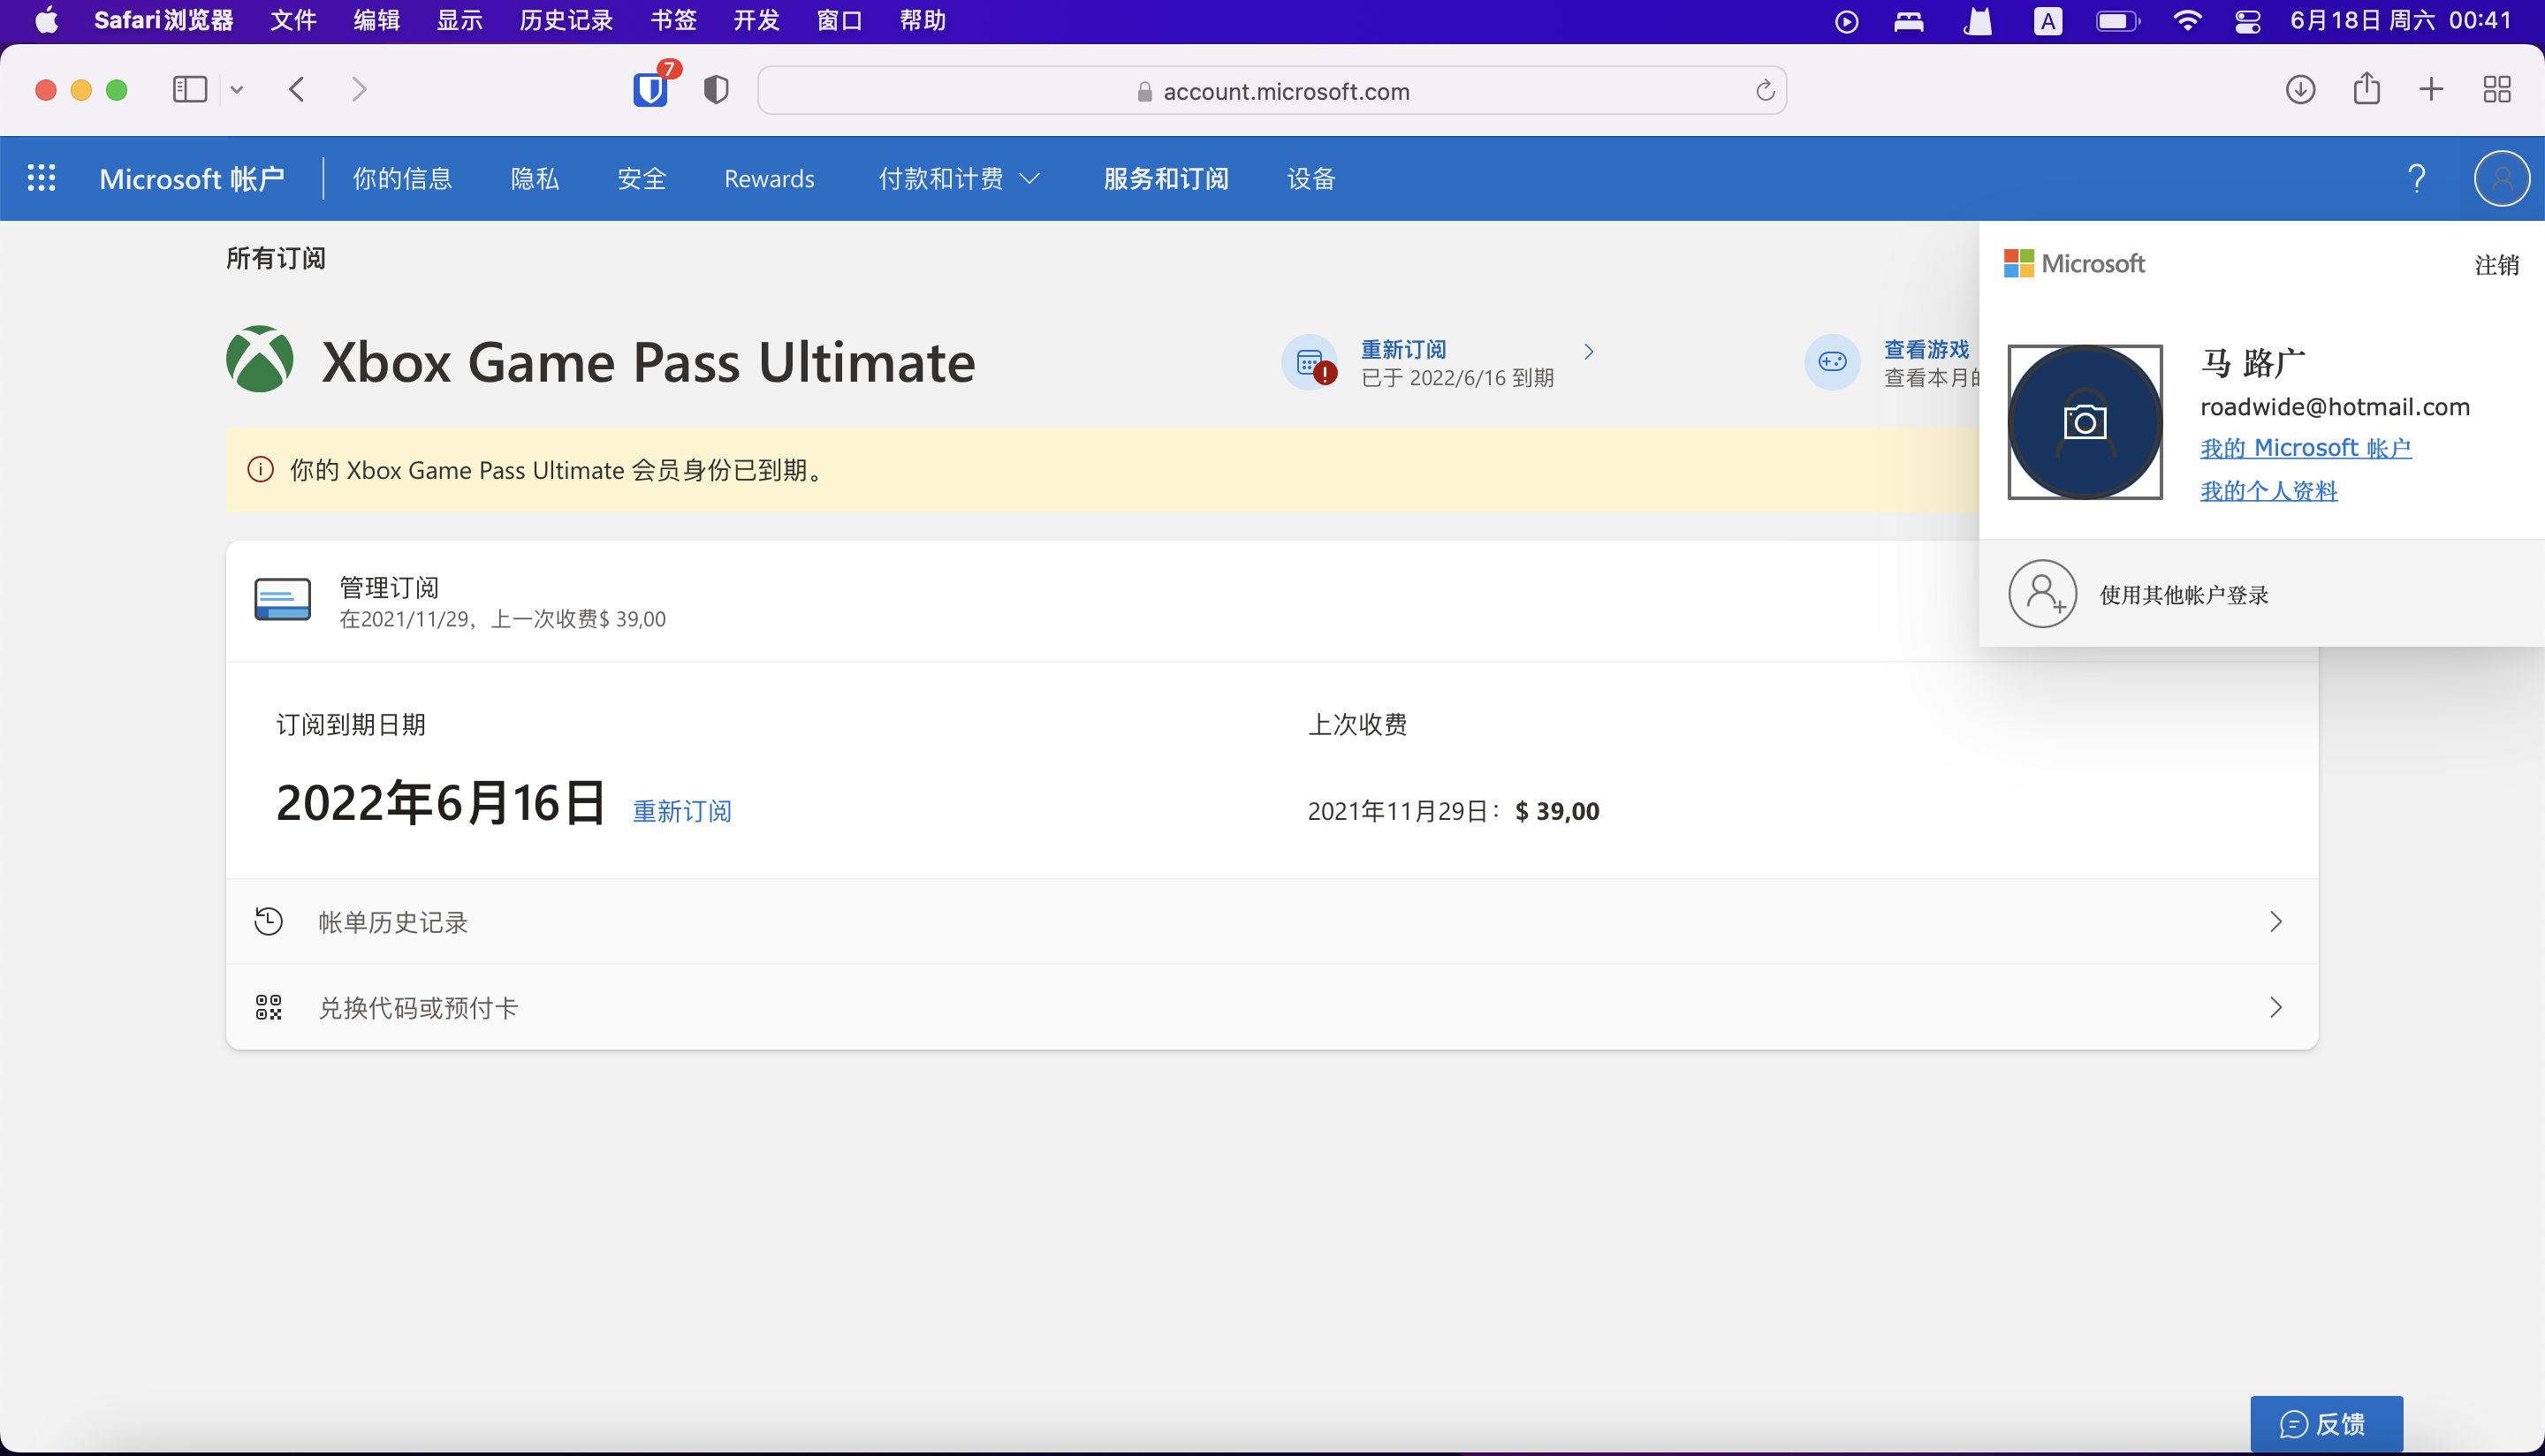 Safari浏览器 文件 编辑 显示 历史记录 书签 开发 窗口 帮助 A 6月18日 周六 00:41
7 account.microsoft.com
Microsoft 帐户 你的信息 隐私 安全 Rewards 付款和计费 服务和订阅 设备 ?
所有订阅
Xbox Game Pass Ultimate
重新订阅
已于 2022/6/16 到期
查看游戏
查看本月
Microsoft 注销
马 路广
roadwide@hotmail.com
我的 Microsoft 帐户
我的个人资料
使用其他帐户登录
你的 Xbox Game Pass Ultimate 会员身份已到期。
管理订阅
在2021/11/29，上一次收费$ 39,00
订阅到期日期
上次收费
2022年6月16日 重新订阅
2021年11月29日：$ 39,00
帐单历史记录
兑换代码或预付卡
反馈